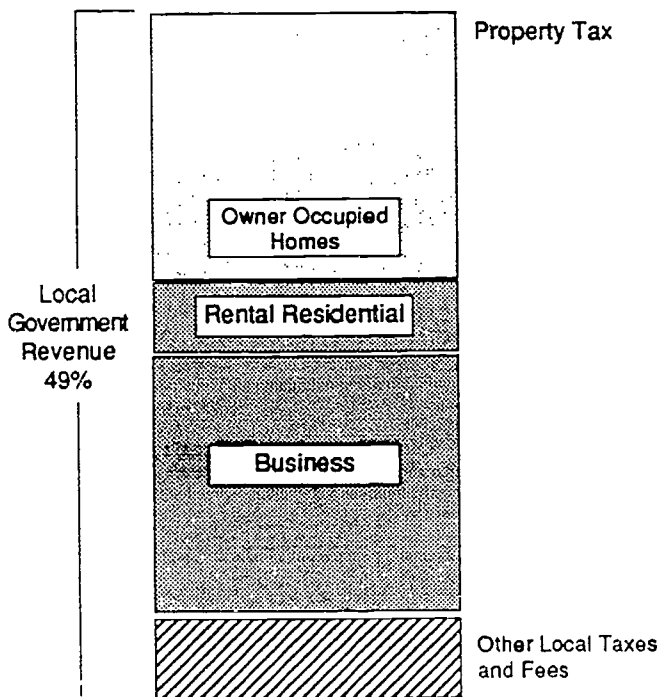 Property Tax
Owner Occupied
Homes
Local
Government
Revenue
49%
Rental Residential
Business
Other Local Taxes
and Fees